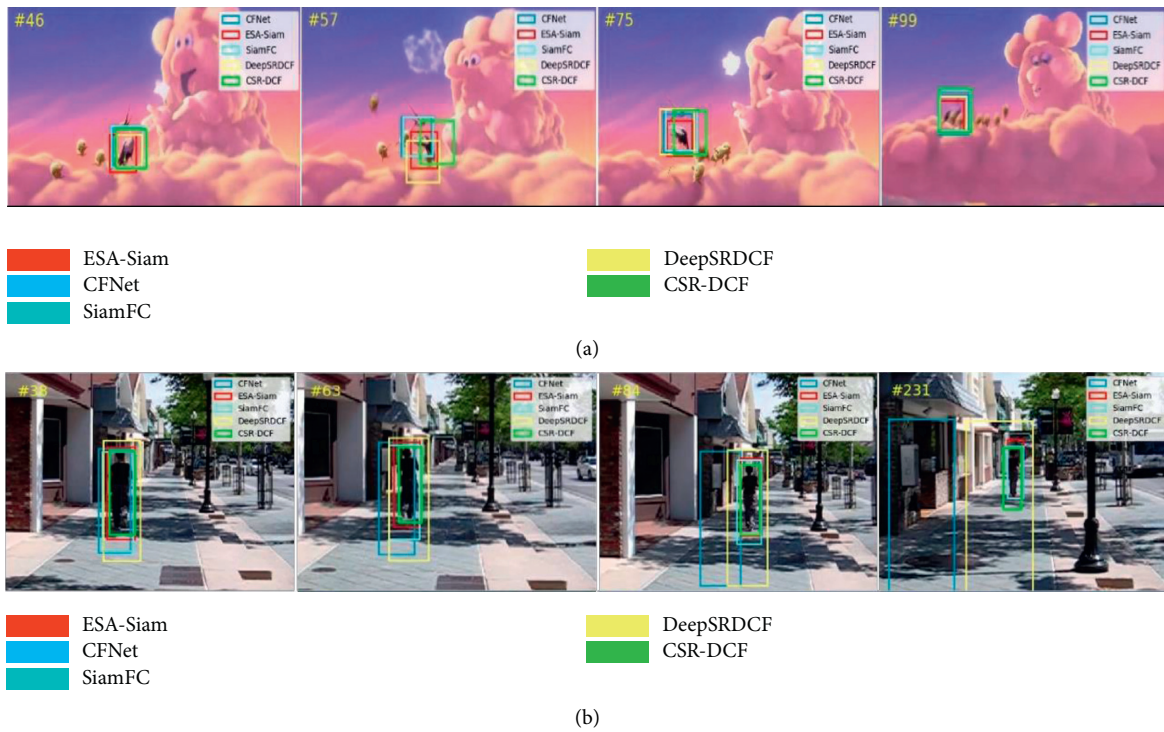 #46
CFNet
ESA-Siam
SiamFC
DeepSRDCF
CSR-DCF
#57
CFNet
ESA-Siam
SiamFC
DeepSRDCF
CSR-DCF
#75
CFNet
ESA-Siam
SiamFC
DeepSRDCF
CSR-DCF
#99
CFNet
ESA-Siam
SiamFC
DeepSRDCF
CSR-DCF
ESA-Siam
CFNet
SiamFC
DeepSRDCF
CSR-DCF
(a)
#38
CFNet
ESA-Siam
SiamFC
DeepSRDCF
CSR-DCF
#63
CFNet
ESA-Siam
SiamFC
DeepSRDCF
CSR-DCF
#84
CFNet
ESA-Siam
SiamFC
DeepSRDCF
CSR-DCF
#231
CFNet
ESA-Siam
SiamFC
DeepSRDCF
CSR-DCF
ESA-Siam
CFNet
SiamFC
DeepSRDCF
CSR-DCF
(b)